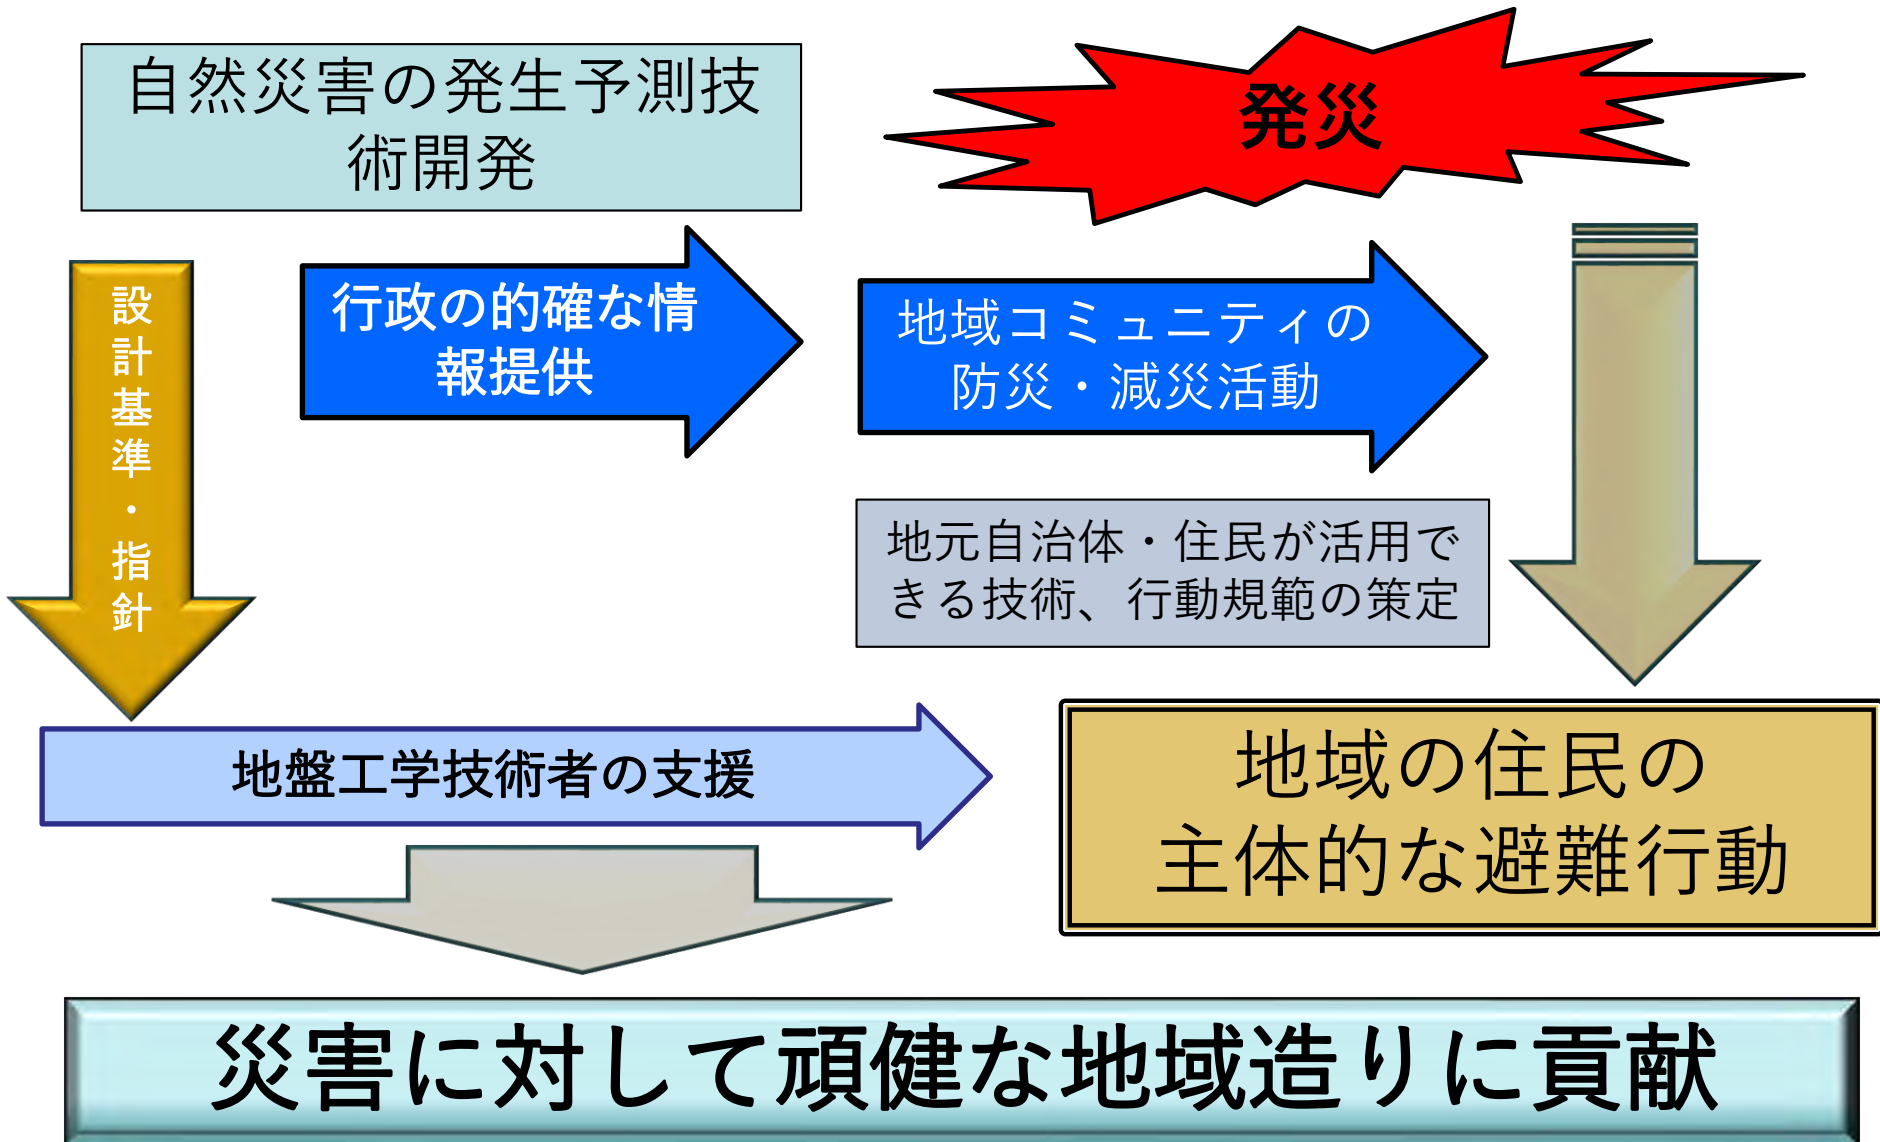 自然災害の発生予測技
術開発
発災
設計基準・指針
行政の的確な情
報提供
地域コミュニティの
防災・減災活動
地元自治体・住民が活用で
きる技術、行動規範の策定
地盤工学技術者の支援
地域の住民の
主体的な避難行動
災害に対して頑健な地域造りに貢献